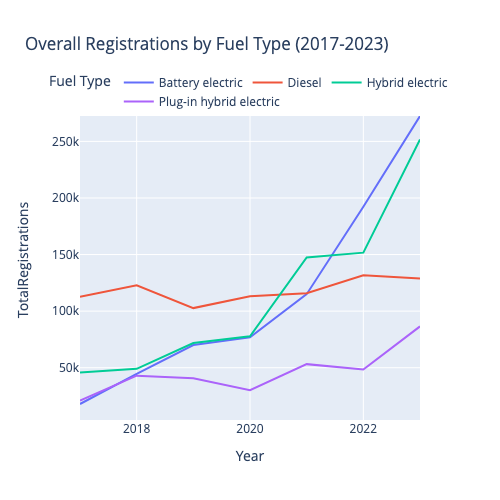 Overall Registrations by Fuel Type (2017-2023)
Fuel Type
Battery electric
Diesel
Hybrid electric
Plug-in hybrid electric
TotalRegistrations
250k
200k
150k
100k
50k
2018
2020
2022
Year